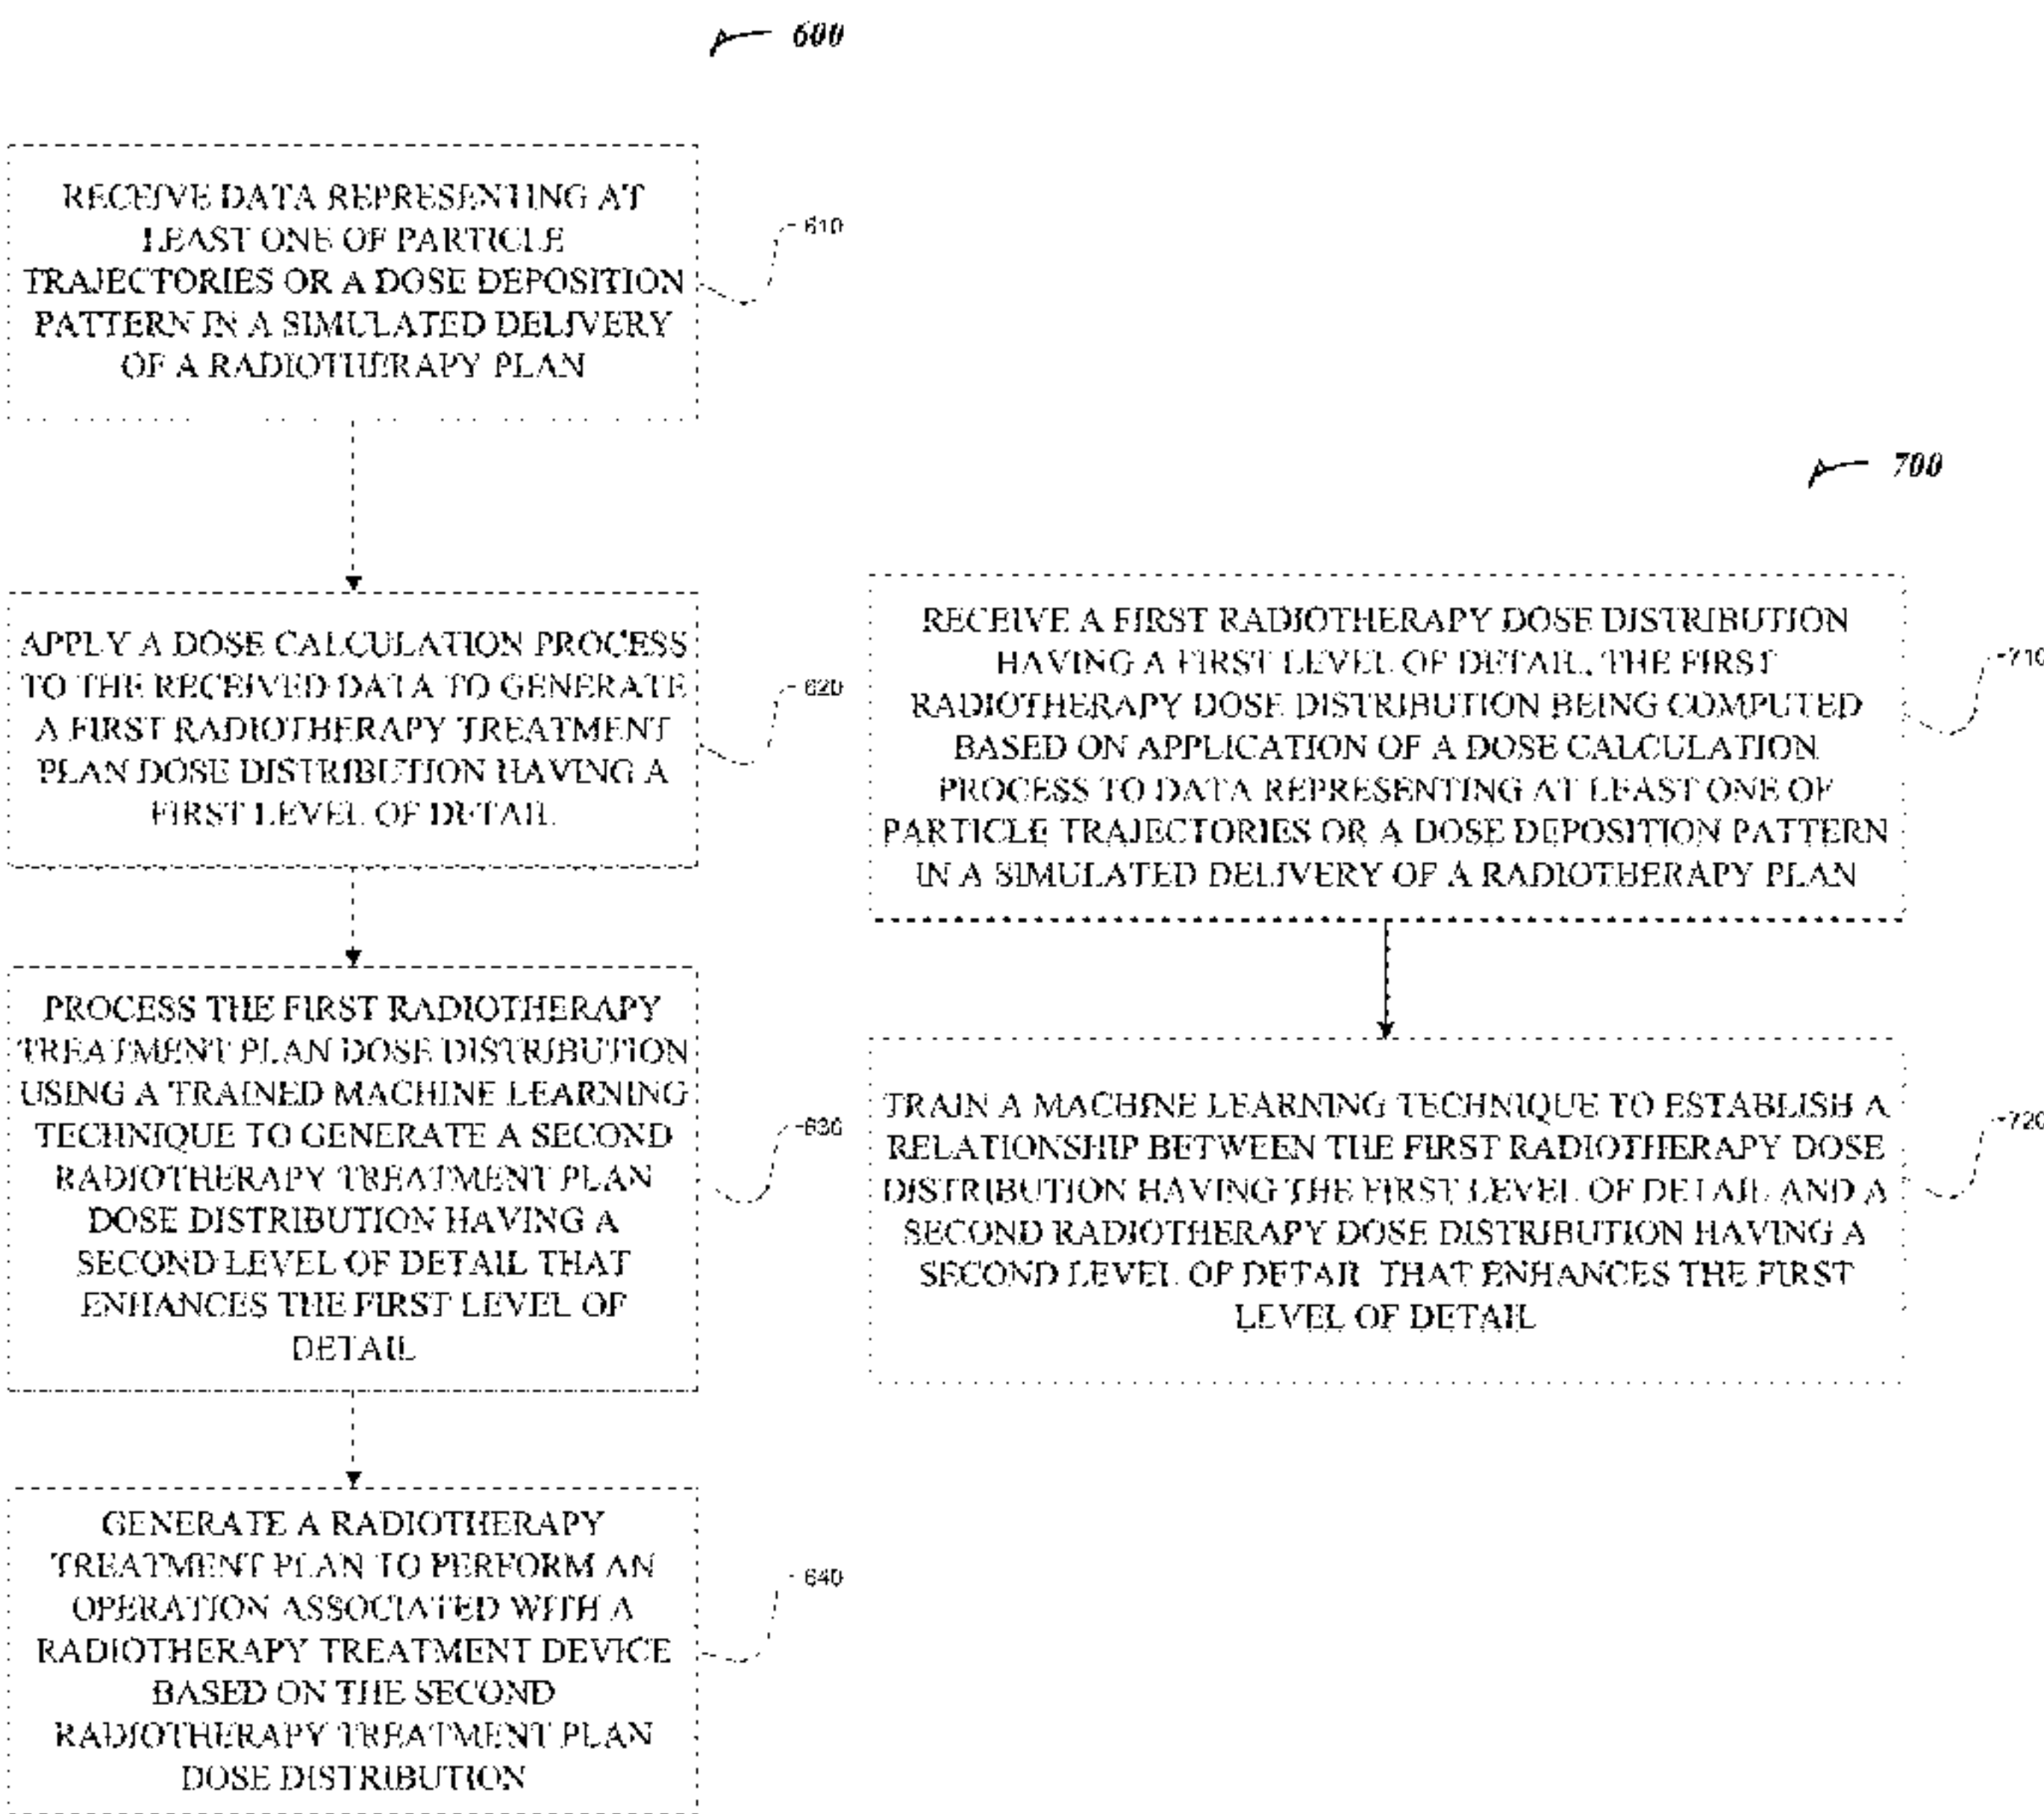 600
RECEIVE DATA REPRESENTING AT
LEAST ONE OF PARTICLE
TRAJECTORIES OR A DOSE DEPOSITION
PATTERN IN A SIMULATED DELIVERY
OF A RADIOTHERAPY PLAN
610
APPLY A DOSE CALCULATION PROCESS
TO THE RECEIVED DATA TO GENERATE
A FIRST RADIOTHERAPY TREATMENT
PLAN DOSE DISTRIBUTION HAVING A
FIRST LEVEL OF DETAIL
620
PROCESS THE FIRST RADIOTHERAPY
TREATMENT PLAN DOSE DISTRIBUTION
USING A TRAINED MACHINE LEARNING
TECHNIQUE TO GENERATE A SECOND
RADIOTHERAPY TREATMENT PLAN
DOSE DISTRIBUTION HAVING A
SECOND LEVEL OF DETAIL THAT
ENHANCES THE FIRST LEVEL OF
DETAIL
630
GENERATE A RADIOTHERAPY
TREATMENT PLAN TO PERFORM AN
OPERATION ASSOCIATED WITH A
RADIOTHERAPY TREATMENT DEVICE
BASED ON THE SECOND
RADIOTHERAPY TREATMENT PLAN
DOSE DISTRIBUTION
640
700
RECEIVE A FIRST RADIOTHERAPY DOSE DISTRIBUTION
HAVING A FIRST LEVEL OF DETAIL, THE FIRST
RADIOTHERAPY DOSE DISTRIBUTION BEING COMPUTED
BASED ON APPLICATION OF A DOSE CALCULATION
PROCESS TO DATA REPRESENTING AT LEAST ONE OF
PARTICLE TRAJECTORIES OR A DOSE DEPOSITION PATTERN
IN A SIMULATED DELIVERY OF A RADIOTHERAPY PLAN
710
TRAIN A MACHINE LEARNING TECHNIQUE TO ESTABLISH A
RELATIONSHIP BETWEEN THE FIRST RADIOTHERAPY DOSE
DISTRIBUTION HAVING THE FIRST LEVEL OF DETAIL AND A
SECOND RADIOTHERAPY DOSE DISTRIBUTION HAVING A
SECOND LEVEL OF DETAIL THAT ENHANCES THE FIRST
LEVEL OF DETAIL
720